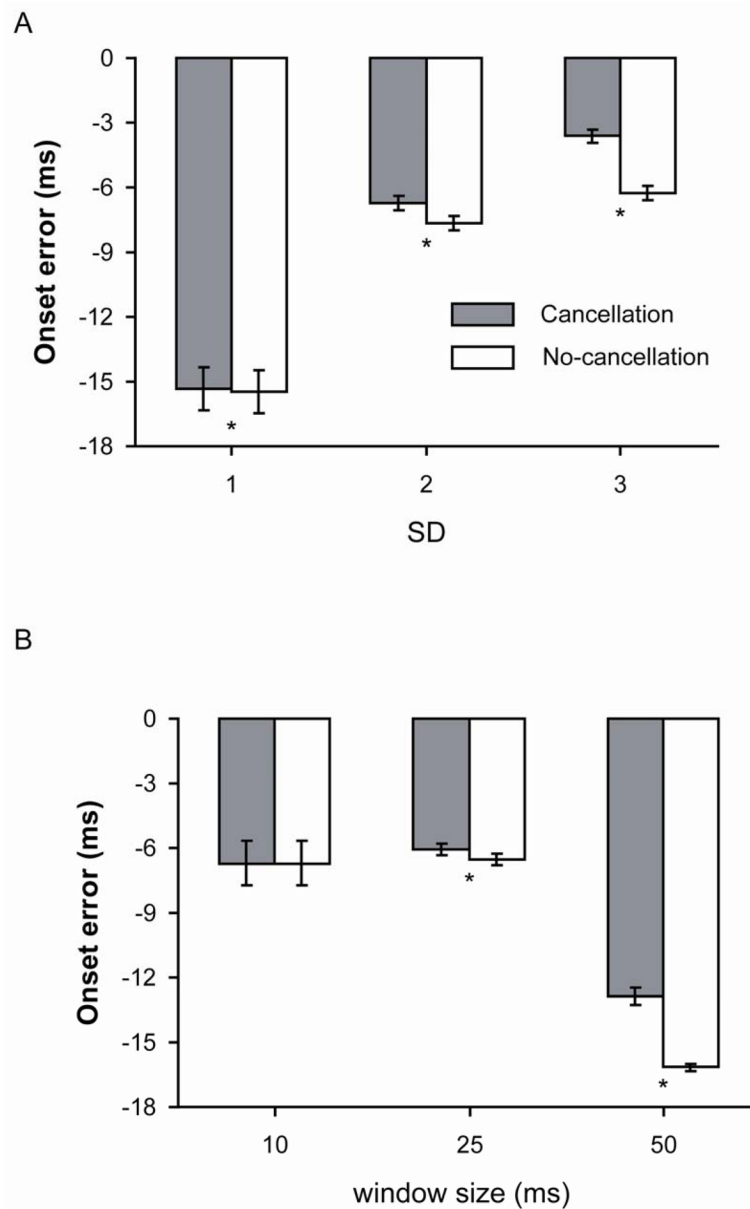 A
0
-3
-6
-9
-12
-15
-18
Onset error (ms)
*
*
*
Cancellation
No-cancellation
1 2 3
SD
B
0
-3
-6
-9
-12
-15
-18
Onset error (ms)
*
*
10 25 50
window size (ms)